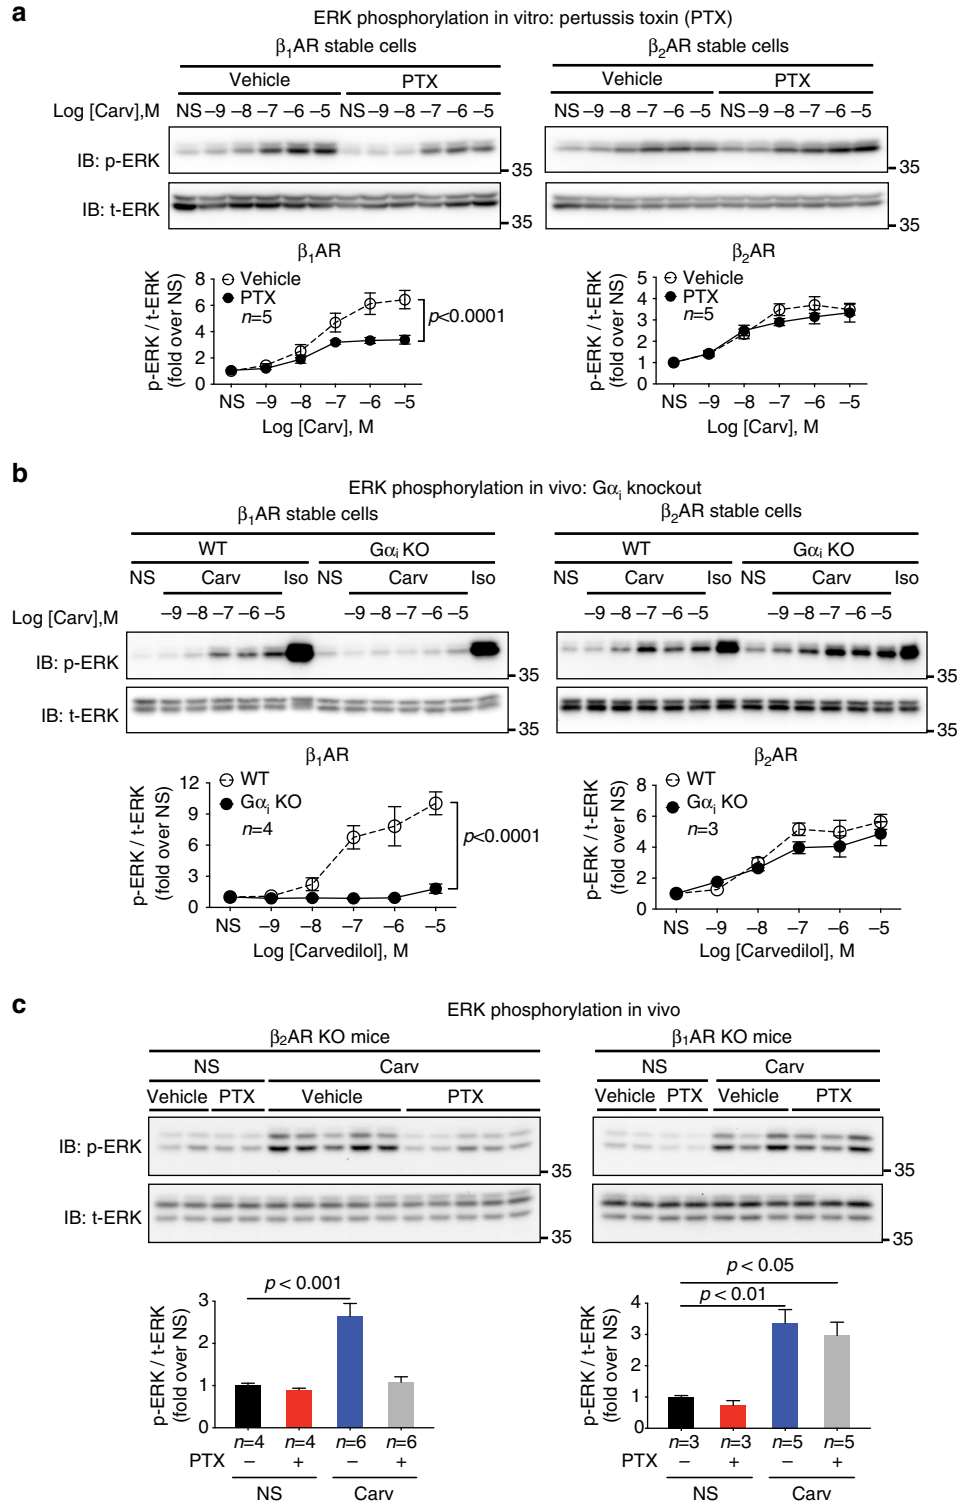 a
ERK phosphorylation in vitro: pertussis toxin (PTX)
β1AR stable cells
Vehicle PTX
Log [Carv],M NS –9 –8 –7 –6 –5 NS –9 –8 –7 –6 –5
IB: p-ERK
35
IB: t-ERK
35
β2AR stable cells
Vehicle PTX
NS –9 –8 –7 –6 –5 NS –9 –8 –7 –6 –5
35
35
β1AR
p-ERK / t-ERK
(fold over NS)
8
6
4
2
0
Vehicle
PTX
n=5
p<0.0001
NS –9 –8 –7 –6 –5
Log [Carv], M
β2AR
p-ERK / t-ERK
(fold over NS)
5
4
3
2
1
0
Vehicle
PTX
n=5
NS –9 –8 –7 –6 –5
Log [Carv], M
b
ERK phosphorylation in vivo: Gαi knockout
β1AR stable cells
WT Gαi KO
NS Carv Iso NS Carv Iso
Log [Carv],M –9 –8 –7 –6 –5 –9 –8 –7 –6 –5
IB: p-ERK
35
IB: t-ERK
35
β2AR stable cells
WT Gαi KO
NS Carv Iso NS Carv Iso
–9 –8 –7 –6 –5 –9 –8 –7 –6 –5
35
35
β1AR
p-ERK / t-ERK
(fold over NS)
12
9
6
3
0
WT
Gαi KO
n=4
p<0.0001
NS –9 –8 –7 –6 –5
Log [Carvedilol], M
β2AR
p-ERK / t-ERK
(fold over NS)
8
6
4
2
0
WT
Gαi KO
n=3
NS –9 –8 –7 –6 –5
Log [Carvedilol], M
c
ERK phosphorylation in vivo
β2AR KO mice
NS Carv
Vehicle PTX Vehicle PTX
IB: p-ERK
35
IB: t-ERK
35
β1AR KO mice
NS Carv
Vehicle PTX Vehicle PTX
IB: p-ERK
35
IB: t-ERK
35
p-ERK / t-ERK
(fold over NS)
3
2
1
0
p < 0.001
n=4 n=4 n=6 n=6
PTX – + – +
NS Carv
p-ERK / t-ERK
(fold over NS)
4
3
2
1
0
p < 0.05
p < 0.01
n=3 n=3 n=5 n=5
PTX – + – +
NS Carv